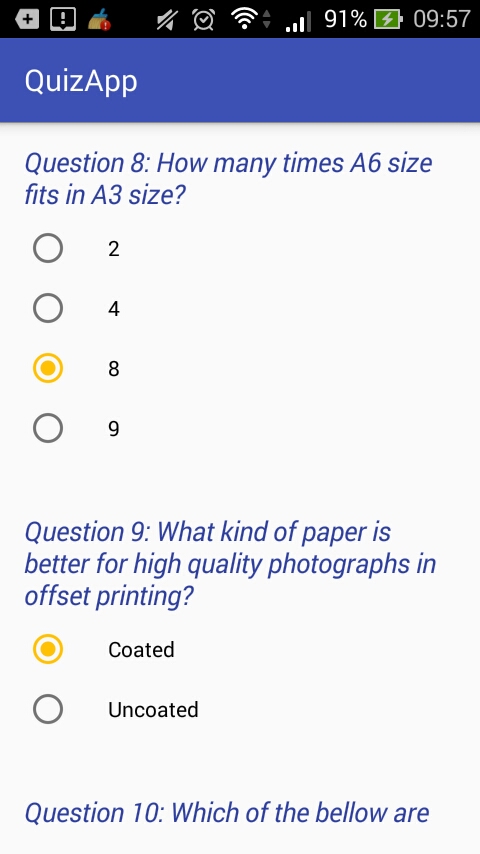 91% 09:57
QuizApp
Question 8: How many times A6 size
fits in A3 size?
2
4
8
9
Question 9: What kind of paper is
better for high quality photographs in
offset printing?
Coated
Uncoated
Question 10: Which of the bellow are